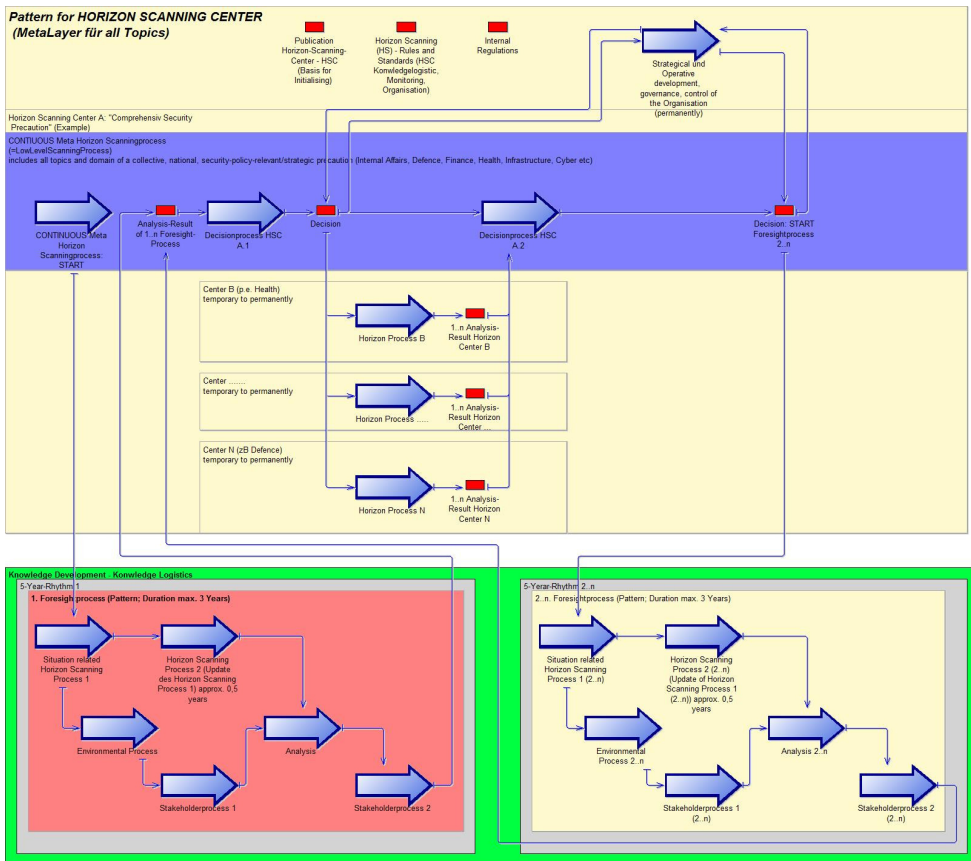 Pattern for HORIZON SCANNING CENTER
(MetaLayer für all Topics)
Publication
Horizon-Scanning-
Center - HSC
(Basis for
Initialising)
Horizon Scanning
(HS) - Rules and
Standards (HSC
Konwledgelogistic,
Monitoring,
Organisation)
Internal
Regulations
Strategical und
Operative
development,
governance, control of
the Organisation
(permanently)
Horizon Scanning Center A: "Comprehensiv Security
Precaution" (Example)
CONTIUOUS Meta Horizon Scanningprocess
(=LowLevelScanningProcess)
includes all topics and domain of a collective, national, security-policy-relevant/strategic precaution (Internal Affairs, Defence, Finance, Health, Infrastructure, Cyber etc)
CONTINUOUS Meta
Horizon
Scanningprocess:
START
Analysis-Result
of 1..n Foresight-
Process
Decisionprocess HSC
A.1
Decision
Decisionprocess HSC
A.2
Decision: START
Foresightprocess
2..n
Center B (p.e. Health)
temporary to permanently
Horizon Process B
1..n Analysis-
Result Horizon
Center B
Center .......
temporary to permanently
Horizon Process .....
1..n Analysis-
Result Horizon
Center ...
Center N (zB Defence)
temporary to permanently
Horizon Process N
1..n Analysis-
Result Horizon
Center N
Knowledge Development - Konwledge Logistics
5-Year-Rhythm 1
1. Foresightprocess (Pattern; Duration max. 3 Years)
Situation related
Horizon Scanning
Process 1
Horizon Scanning
Process 2 (Update
des Horizon Scanning
Process 1) approx. 0,5
years
Environmental Process
Analysis
Stakeholderprocess 1
Stakeholderprocess 2
5-Yerar-Rhythm 2..n
2..n. Foresightprocess (Pattern; Duration max. 3 Years)
Situation related
Horizon Scanning
Process 1 (2..n)
Horizon Scanning
Process 2 (2..n)
(Update of Horizon
Scanning Process 1
(2..n)) approx. 0,5
years
Environmental
Process 2..n
Analysis 2..n
Stakeholderprocess 1
(2..n)
Stakeholderprocess 2
(2..n)